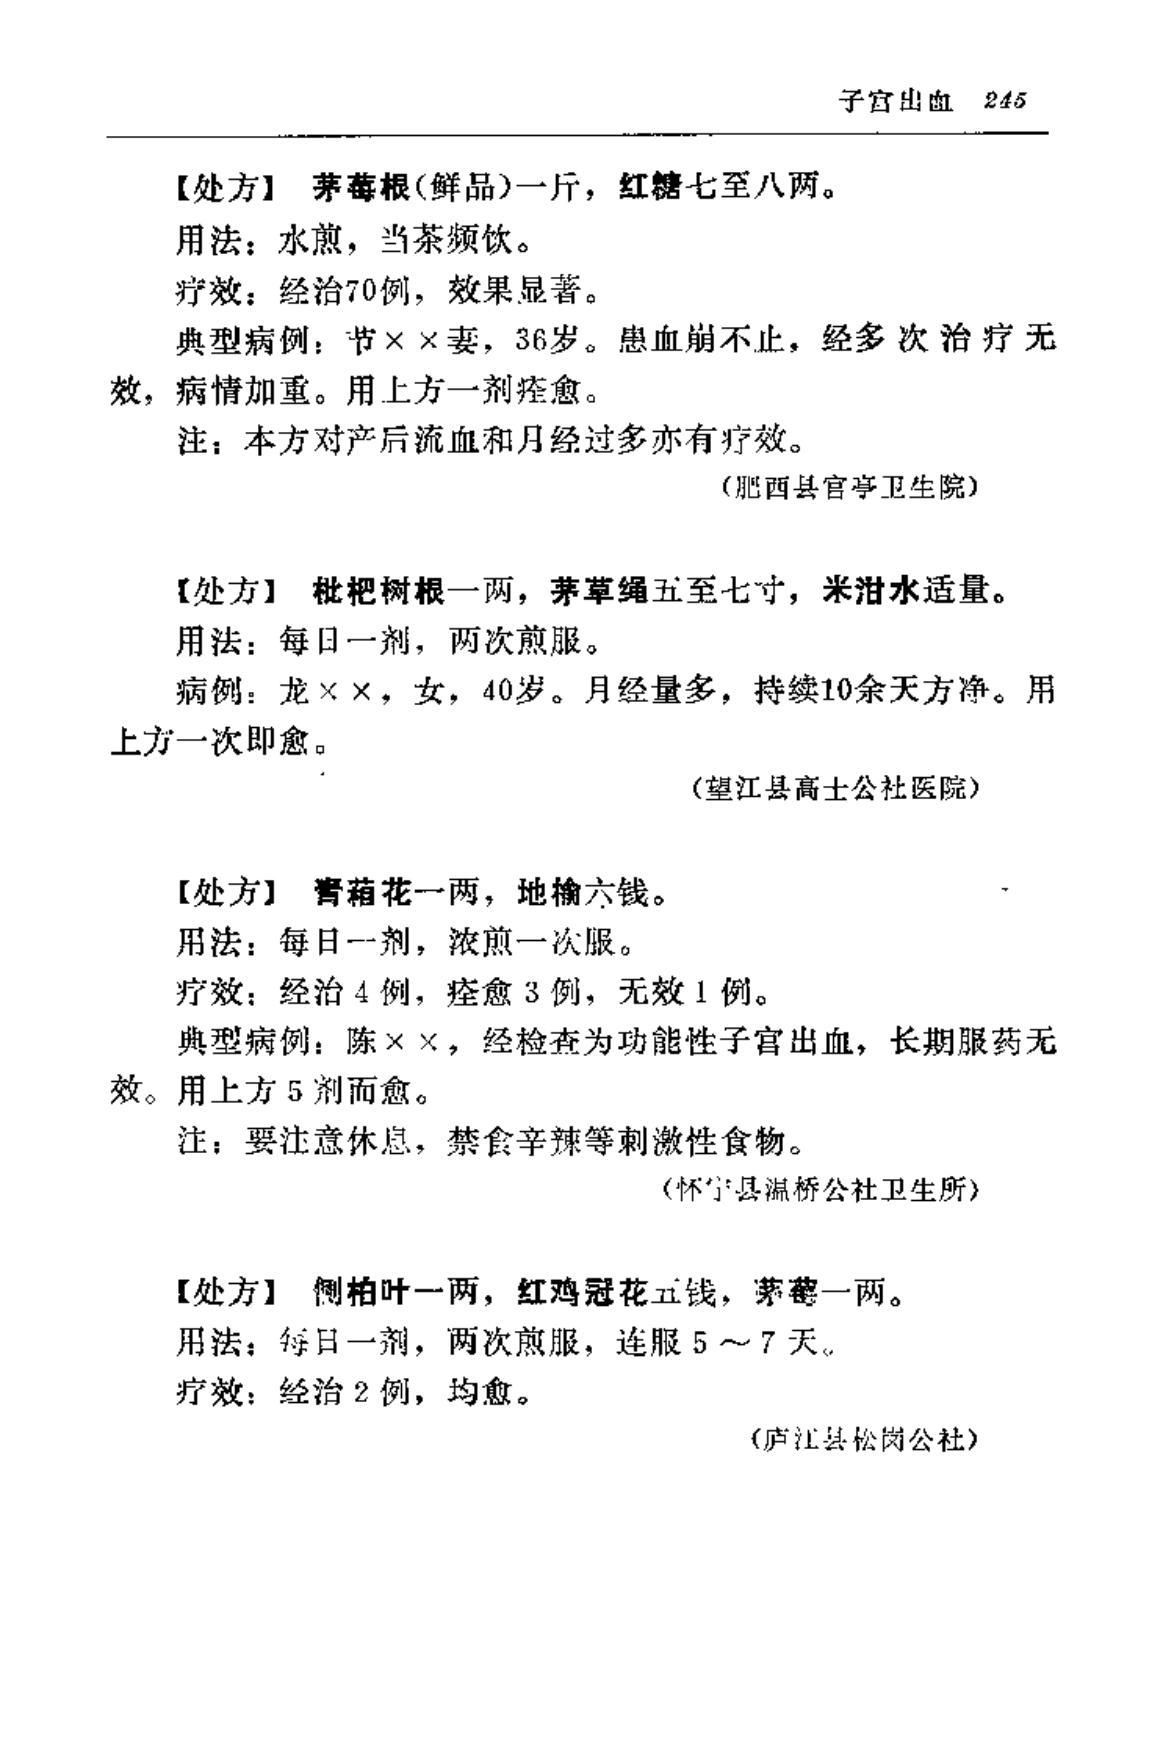 子宫出血 245
【处方】 茅莓根(鲜品)一斤，红糖七至八两。
用法：水煎，当茶频饮。
疗效：经治70例，效果显著。
典型病例：节××妻，36岁。患血崩不止，经多次治疗无
效，病情加重。用上方一剂痊愈。
注：本方对产后流血和月经过多亦有疗效。
(肥西县官亭卫生院)
【处方】 枇杷树根一两，茅草绳五至七寸，米泔水适量。
用法：每日一剂，两次煎服。
病例：龙××，女，40岁。月经量多，持续10余天方净。用
上方一次即愈。
(望江县高士公社医院)
【处方】 青葙花一两，地榆六钱。
用法：每日一剂，浓煎一次服。
疗效：经治4例，痊愈3例，无效1例。
典型病例：陈××，经检查为功能性子宫出血，长期服药无
效。用上方5剂而愈。
注：要注意休息，禁食辛辣等刺激性食物。
(怀宁县温桥公社卫生所)
【处方】 侧柏叶一两，红鸡冠花五钱，茅莓一两。
用法：每日一剂，两次煎服，连服5～7天。
疗效：经治2例，均愈。
(庐江县松岗公社)